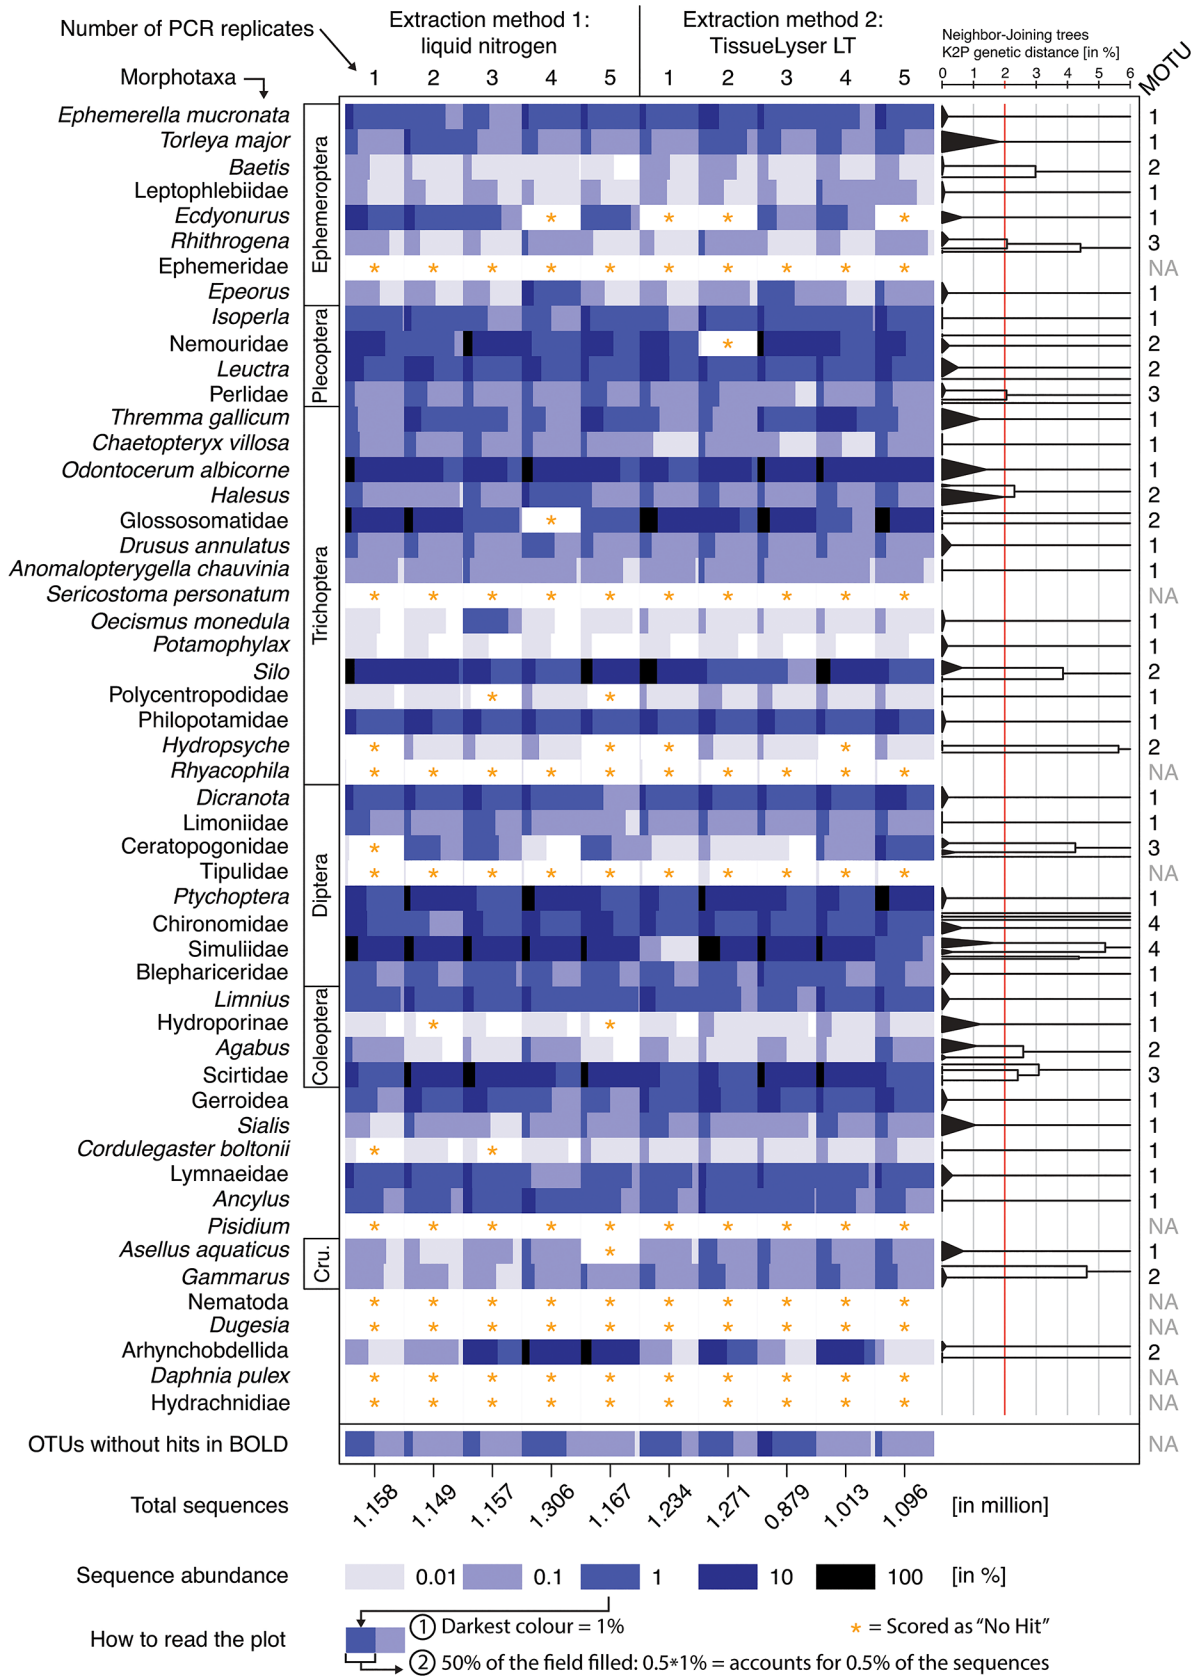 Number of PCR replicates
Extraction method 1:
liquid nitrogen
Extraction method 2:
TissueLyser LT
Neighbor-Joining trees
K2P genetic distance [in %]
MOTU
Morphotaxa
1 2 3 4 5 1 2 3 4 5
0 1 2 3 4 5 6
Ephemeroptera
Ephemerella mucronata 1
Torleya major 1
Baetis 2
Leptophlebiidae 1
Ecdyonurus * * * * 1
Rhithrogena 3
Ephemeridae * * * * * * * * * * NA
Epeorus 1
Plecoptera
Isoperla 1
Nemouridae * 2
Leuctra 2
Perlidae 3
Trichoptera
Thremma gallicum 1
Chaetopteryx villosa 1
Odontocerum albicorne 1
Halesus 2
Glossosomatidae * 2
Drusus annulatus 1
Anomalopterygella chauvinia 1
Sericostoma personatum * * * * * * * * * * NA
Oecismus monedula 1
Potamophylax 1
Silo 2
Polycentropodidae * * 1
Philopotamidae 1
Hydropsyche * * * * 2
Rhyacophila * * * * * * * * * * NA
Diptera
Dicranota 1
Limoniidae 1
Ceratopogonidae * 3
Tipulidae * * * * * * * * * * NA
Ptychoptera 1
Chironomidae 4
Simuliidae 4
Blephariceridae 1
Coleoptera
Limnius 1
Hydroporinae * * 1
Agabus 2
Scirtidae 3
Gerroidea 1
Sialis 1
Cordulegaster boltonii * * 1
Lymnaeidae 1
Ancylus 1
Pisidium * * * * * * * * * * NA
Cru.
Asellus aquaticus * 1
Gammarus 2
Nematoda * * * * * * * * * * NA
Dugesia * * * * * * * * * * NA
Arhynchobdellida 2
Daphnia pulex * * * * * * * * * * NA
Hydrachnidiae * * * * * * * * * * NA
OTUs without hits in BOLD NA
Total sequences 1.158 1.149 1.157 1.306 1.167 1.234 1.271 0.879 1.013 1.096 [in million]
Sequence abundance 0.01 0.1 1 10 100 [in %]
How to read the plot
1 Darkest colour = 1%
* = Scored as “No Hit”
2 50% of the field filled: 0.5*1% = accounts for 0.5% of the sequences